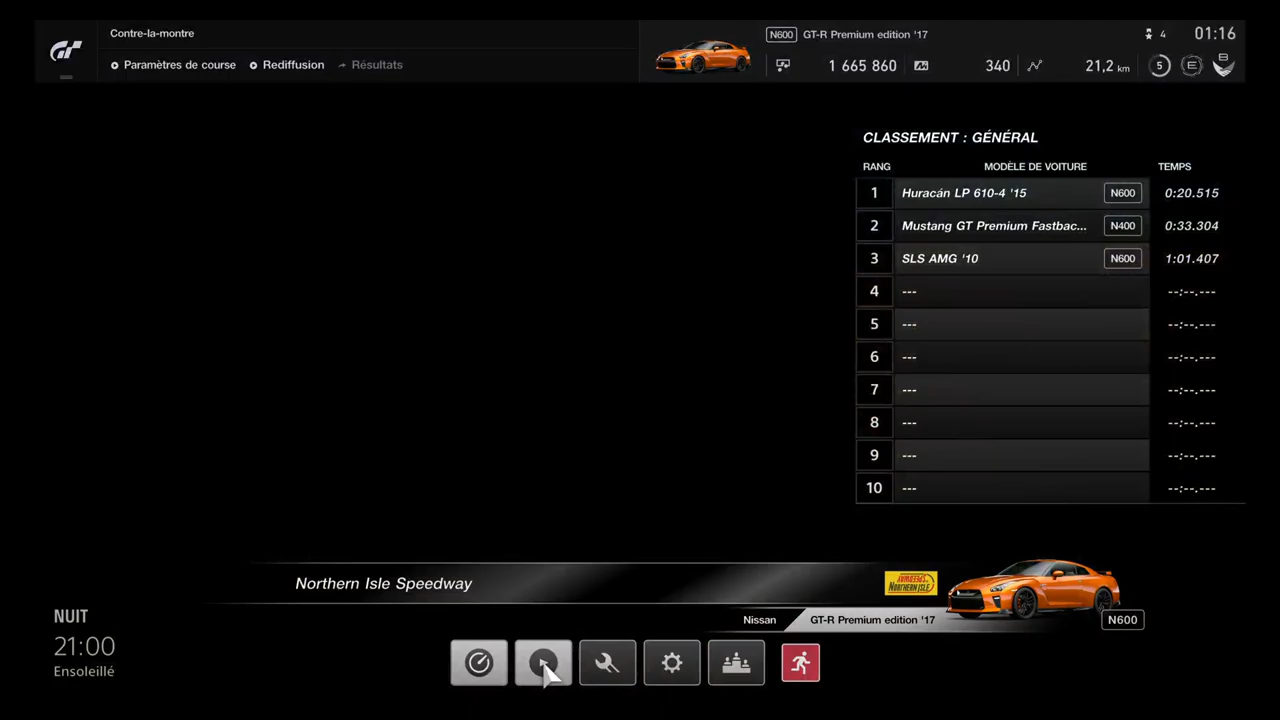 Contre-la-montre
Paramètres de course Rediffusion Résultats
N600 GT-R Premium edition '17
4 01:16
1 665 860 340 21,2 km 5 E B
CLASSEMENT : GÉNÉRAL
RANG MODÈLE DE VOITURE TEMPS
1 Huracán LP 610-4 '15 N600 0:20.515
2 Mustang GT Premium Fastbac... N400 0:33.304
3 SLS AMG '10 N600 1:01.407
4 --- --:--.---
5 --- --:--.---
6 --- --:--.---
7 --- --:--.---
8 --- --:--.---
9 --- --:--.---
10 --- --:--.---
Northern Isle Speedway
NORTHERN ISLE
Nissan GT-R Premium edition '17 N600
NUIT
21:00
Ensoleillé